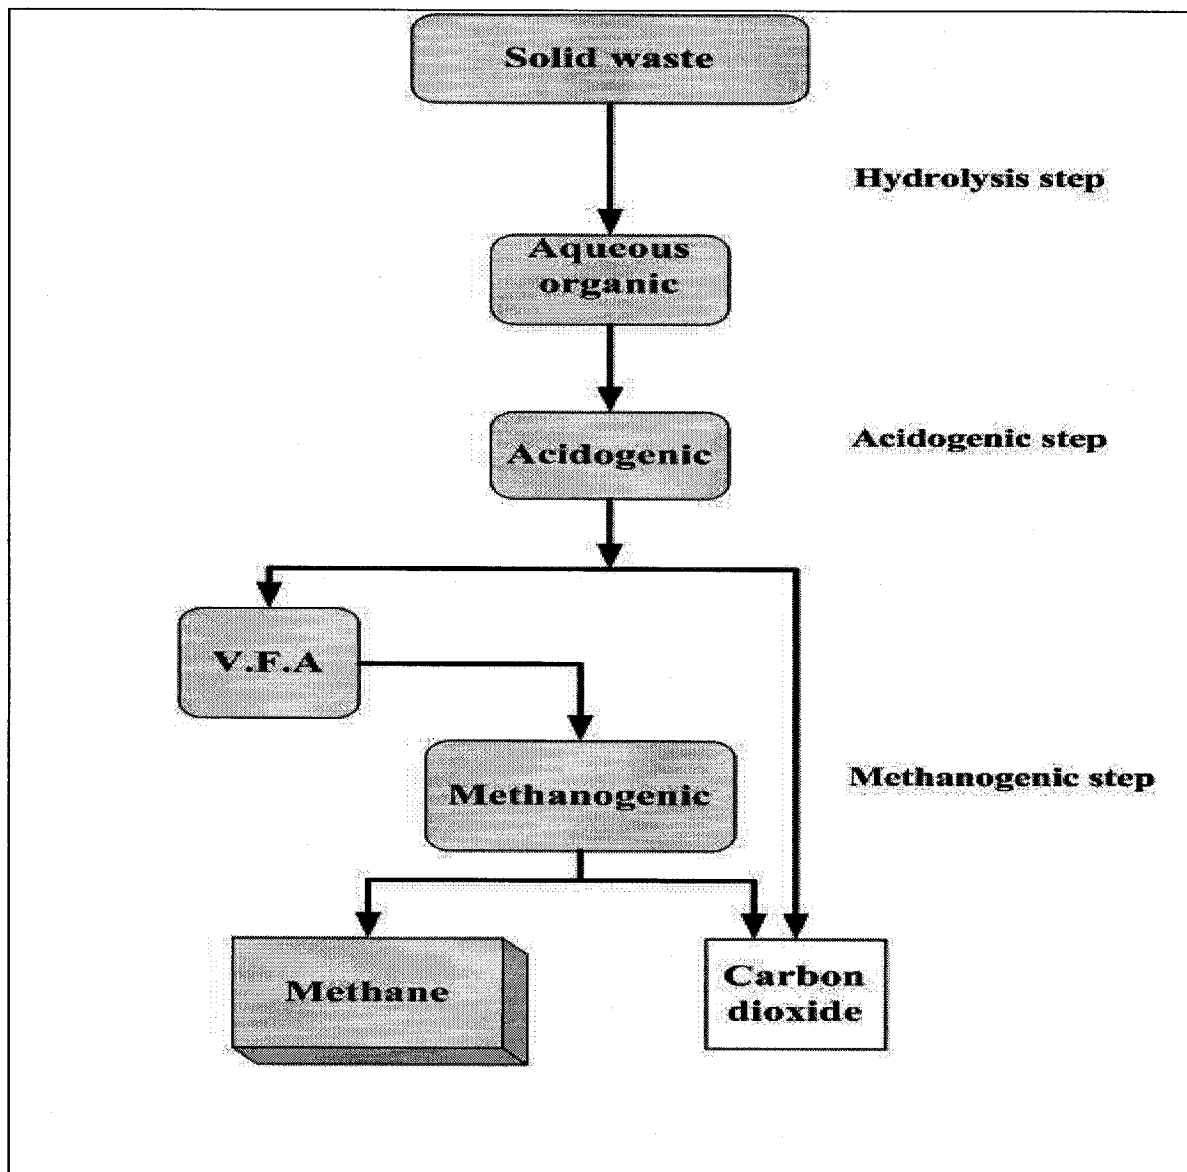 Solid waste
Hydrolysis step
Aqueous
organic
Acidogenic
Acidogenic step
V.F.A
Methanogenic
Methanogenic step
Methane
Carbon
dioxide